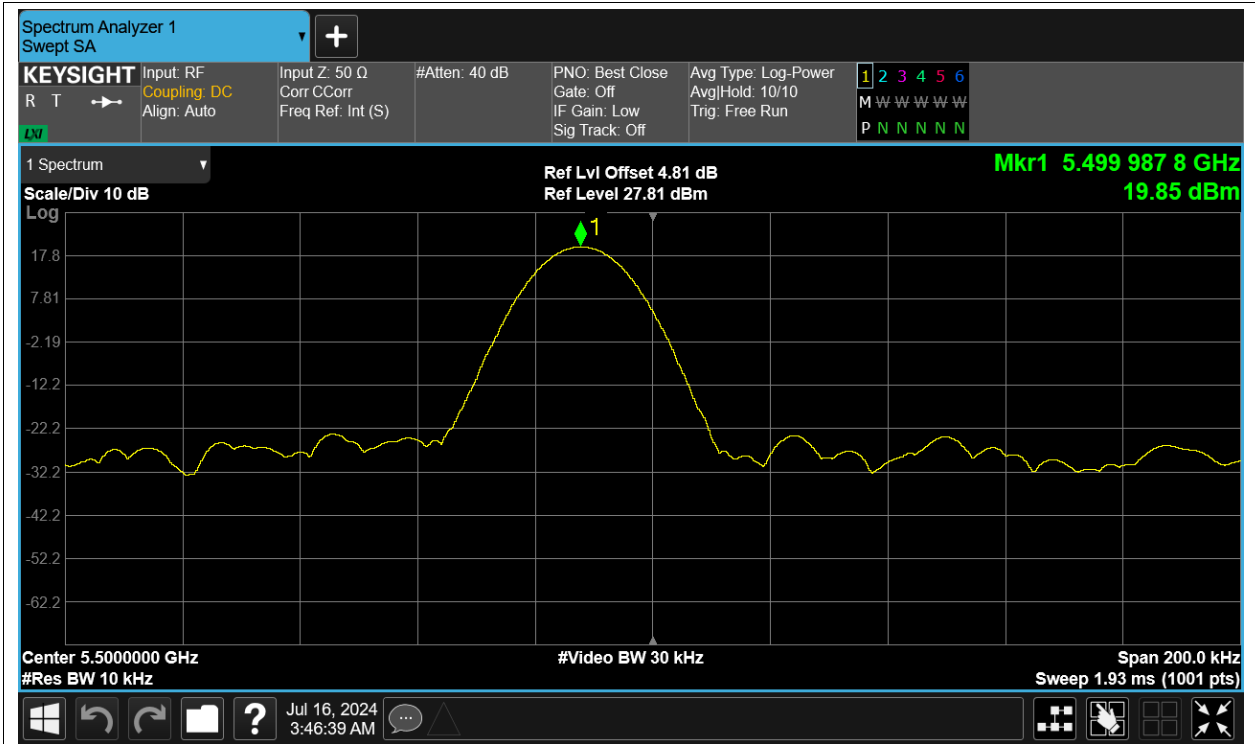 Spectrum Analyzer 1
Swept SA
+
KEYSIGHT
R T
LXI
Input: RF
Coupling: DC
Align: Auto
Input Z: 50 Ω
Corr CCorr
Freq Ref: Int (S)
#Atten: 40 dB
PNO: Best Close
Gate: Off
IF Gain: Low
Sig Track: Off
Avg Type: Log-Power
Avg|Hold: 10/10
Trig: Free Run
1 2 3 4 5 6
M W W W W W
P N N N N N
1 Spectrum
Scale/Div 10 dB
Log
Ref Lvl Offset 4.81 dB
Ref Level 27.81 dBm
Mkr1 5.499 987 8 GHz
19.85 dBm
1
17.8
7.81
-2.19
-12.2
-22.2
-32.2
-42.2
-52.2
-62.2
Center 5.5000000 GHz
#Res BW 10 kHz
#Video BW 30 kHz
Span 200.0 kHz
Sweep 1.93 ms (1001 pts)
?
Jul 16, 2024
3:46:39 AM